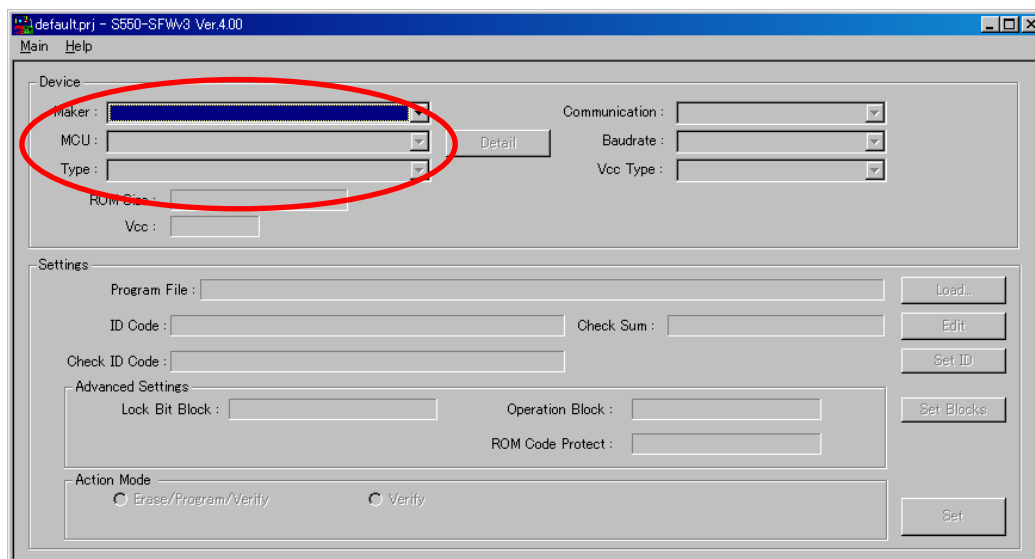 default.prj - S550-SFWv3 Ver.4.00
Main Help
Device
Maker :
Communication :
MCU :
Detail
Baudrate :
Type :
Vcc Type :
ROM Size :
Vcc :
Settings
Program File :
Load...
ID Code :
Check Sum :
Edit
Check ID Code :
Set ID
Advanced Settings
Lock Bit Block :
Operation Block :
Set Blocks
ROM Code Protect :
Action Mode
Erase/Program/Verify
Verify
Set